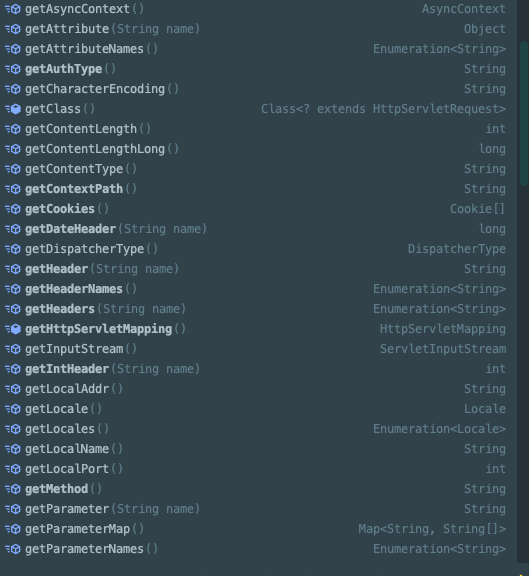 getAsyncContext() AsyncContext
getAttribute(String name) Object
getAttributeNames() Enumeration<String>
getAuthType() String
getCharacterEncoding() String
getClass() Class<? extends HttpServletRequest>
getContentLength() int
getContentLengthLong() long
getContentType() String
getContextPath() String
getCookies() Cookie[]
getDateHeader(String name) long
getDispatcherType() DispatcherType
getHeader(String name) String
getHeaderNames() Enumeration<String>
getHeaders(String name) Enumeration<String>
getHttpServletMapping() HttpServletMapping
getInputStream() ServletInputStream
getIntHeader(String name) int
getLocalAddr() String
getLocale() Locale
getLocales() Enumeration<Locale>
getLocalName() String
getLocalPort() int
getMethod() String
getParameter(String name) String
getParameterMap() Map<String, String[]>
getParameterNames() Enumeration<String>